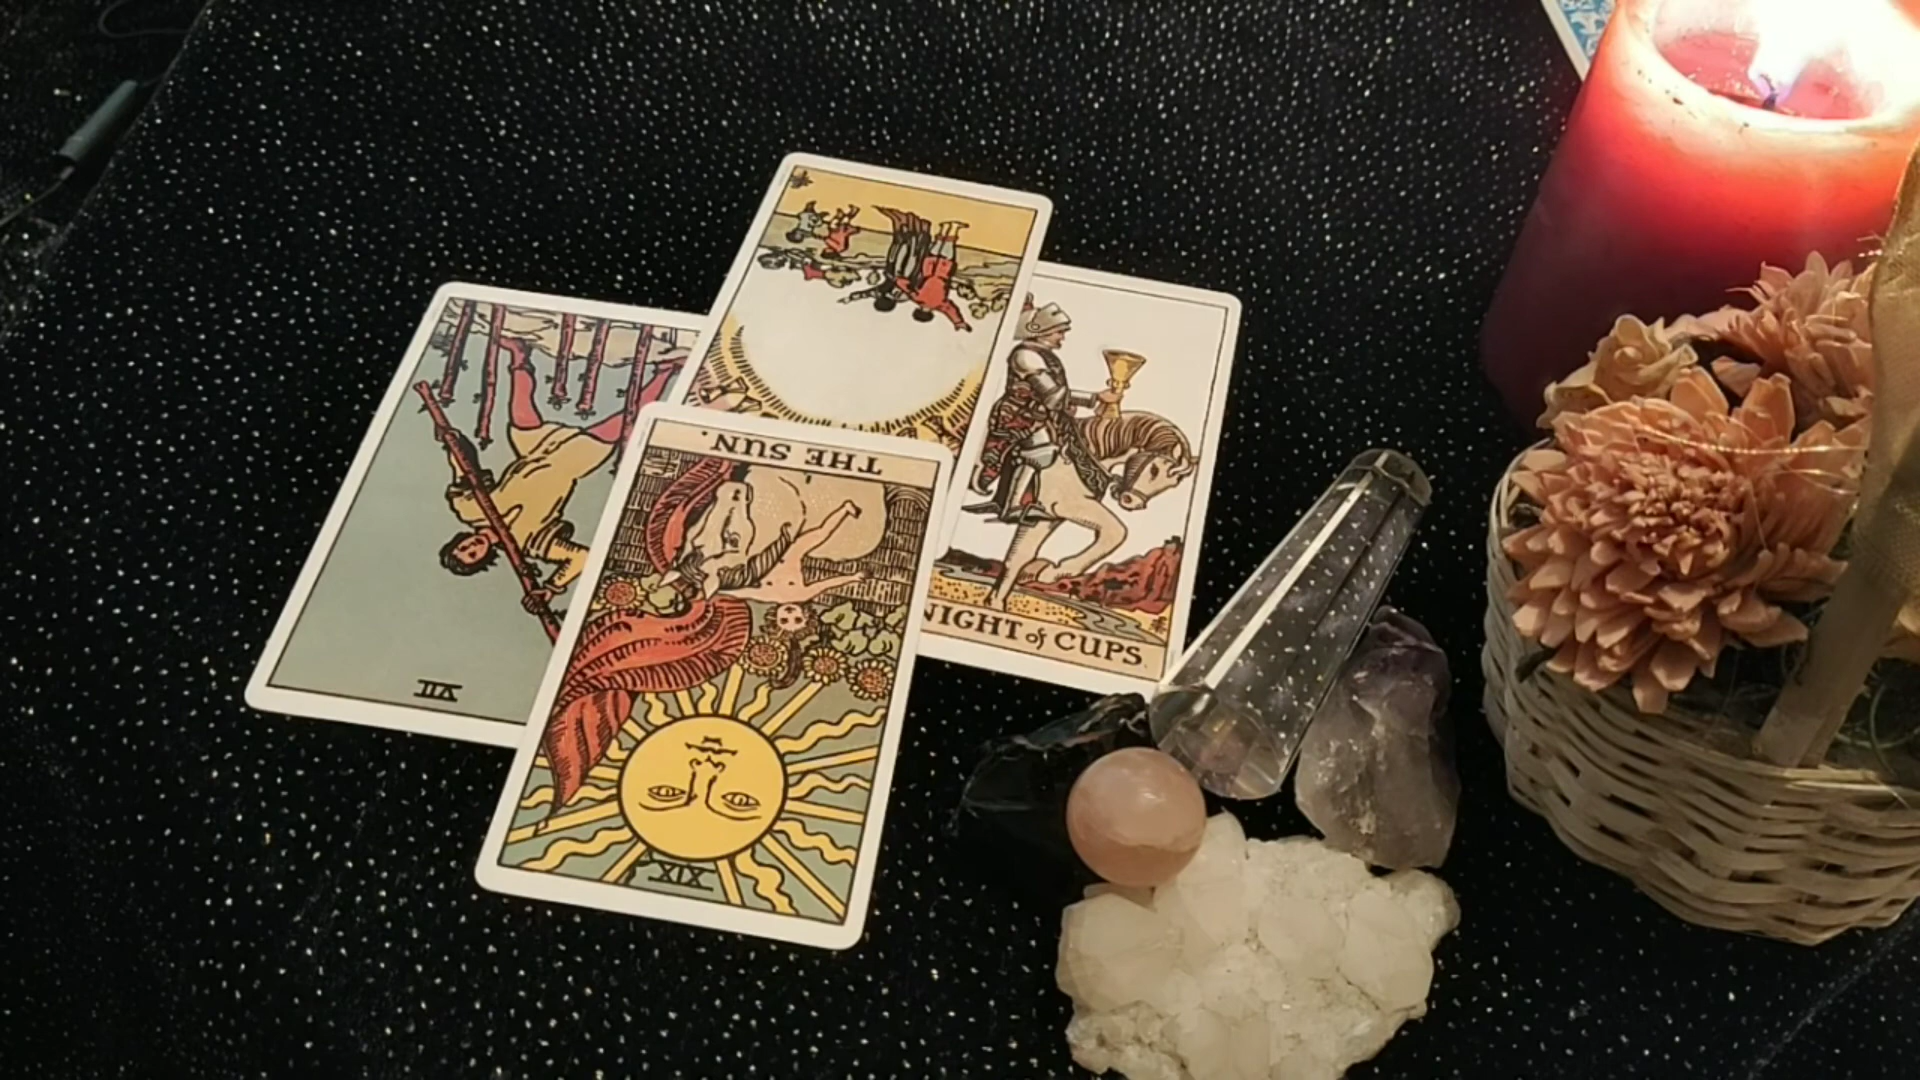 NIGHT of CUPS.
THE SUN.
VII
XIX